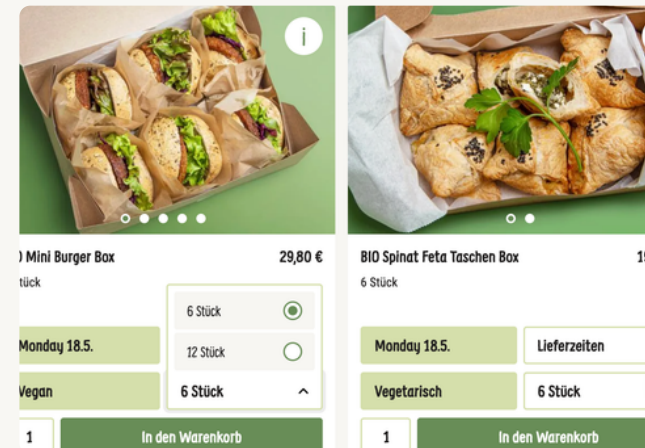 i
Mini Burger Box
29,80 €
BIO Spinat Feta Taschen Box
6 Stück
6 Stück
12 Stück
Monday 18.5.
Monday 18.5.
Lieferzeiten
Vegan
6 Stück
Vegetarisch
6 Stück
1
In den Warenkorb
1
In den Warenkorb